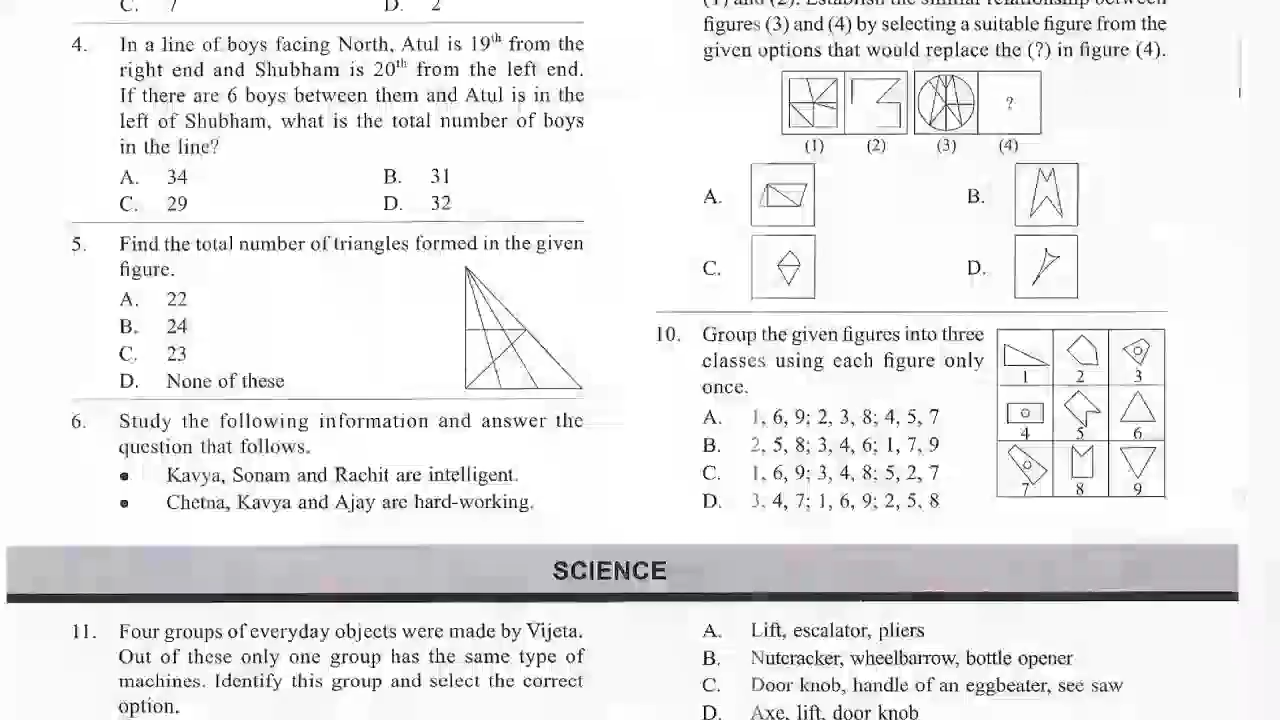 C. 7 D. 2
4. In a line of boys facing North, Atul is 19th from the
right end and Shubham is 20th from the left end.
If there are 6 boys between them and Atul is in the
left of Shubham, what is the total number of boys
in the line?
A. 34 B. 31
C. 29 D. 32
5. Find the total number of triangles formed in the given
figure.
A. 22
B. 24
C. 23
D. None of these
6. Study the following information and answer the
question that follows.
• Kavya, Sonam and Rachit are intelligent.
• Chetna, Kavya and Ajay are hard-working.
(1) and (2). Establish the similar relationship between
figures (3) and (4) by selecting a suitable figure from the
given options that would replace the (?) in figure (4).
?
(1) (2) (3) (4)
A. B.
C. D.
10. Group the given figures into three
classes using each figure only
once.
A. 1, 6, 9; 2, 3, 8; 4, 5, 7
B. 2, 5, 8; 3, 4, 6; 1, 7, 9
C. 1, 6, 9; 3, 4, 8; 5, 2, 7
D. 3, 4, 7; 1, 6, 9; 2, 5, 8
1 2 3
4 5 6
7 8 9
SCIENCE
11. Four groups of everyday objects were made by Vijeta.
Out of these only one group has the same type of
machines. Identify this group and select the correct
option.
A. Lift, escalator, pliers
B. Nutcracker, wheelbarrow, bottle opener
C. Door knob, handle of an eggbeater, see saw
D. Axe, lift, door knob